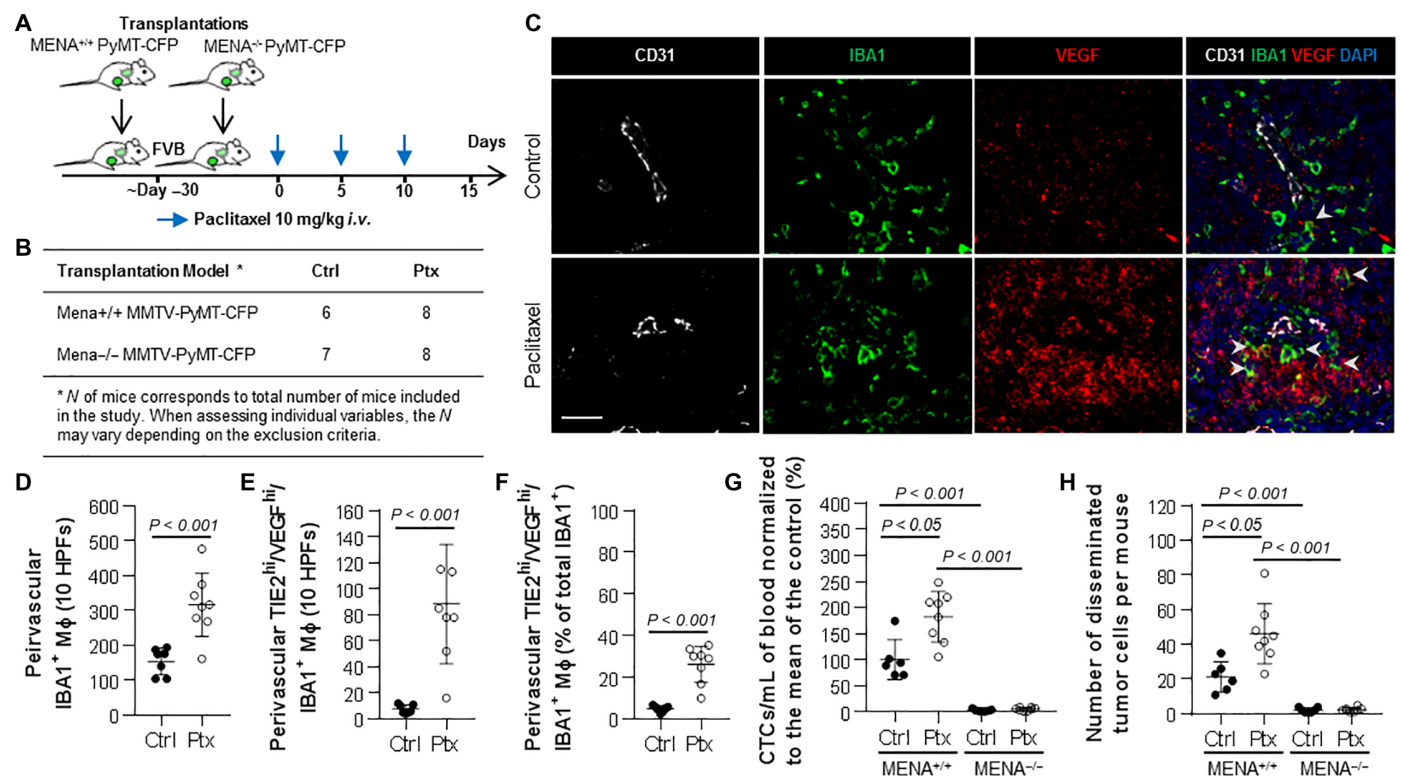 A
Transplantations
MENA+/+ PyMT-CFP MENA-/- PyMT-CFP
FVB
Days
~Day –30 0 5 10 15
Paclitaxel 10 mg/kg i.v.
B
Transplantation Model * Ctrl Ptx
Mena+/+ MMTV-PyMT-CFP 6 8
Mena–/– MMTV-PyMT-CFP 7 8
* N of mice corresponds to total number of mice included
in the study. When assessing individual variables, the N
may vary depending on the exclusion criteria.
C
CD31 IBA1 VEGF CD31 IBA1 VEGF DAPI
Control
Paclitaxel
D
Peirvascular
IBA1+ Mϕ (10 HPFs)
600
500
400
300
200
100
0
P < 0.001
Ctrl Ptx
E
Perivascular TIE2hi/VEGFhi/
IBA1+ Mϕ (10 HPFs)
160
140
120
100
80
60
40
20
0
P < 0.001
Ctrl Ptx
F
Perivascular TIE2hi/VEGFhi/
IBA1+ Mϕ (% of total IBA1+)
100
80
60
40
20
0
P < 0.001
Ctrl Ptx
G
CTCs/mL of blood normalized
to the mean of the control (%)
400
350
300
250
200
150
100
50
0
P < 0.001
P < 0.05
P < 0.001
Ctrl Ptx Ctrl Ptx
MENA+/+ MENA–/–
H
Number of disseminated
tumor cells per mouse
120
100
80
60
40
20
0
P < 0.001
P < 0.05
P < 0.001
Ctrl Ptx Ctrl Ptx
MENA+/+ MENA–/–